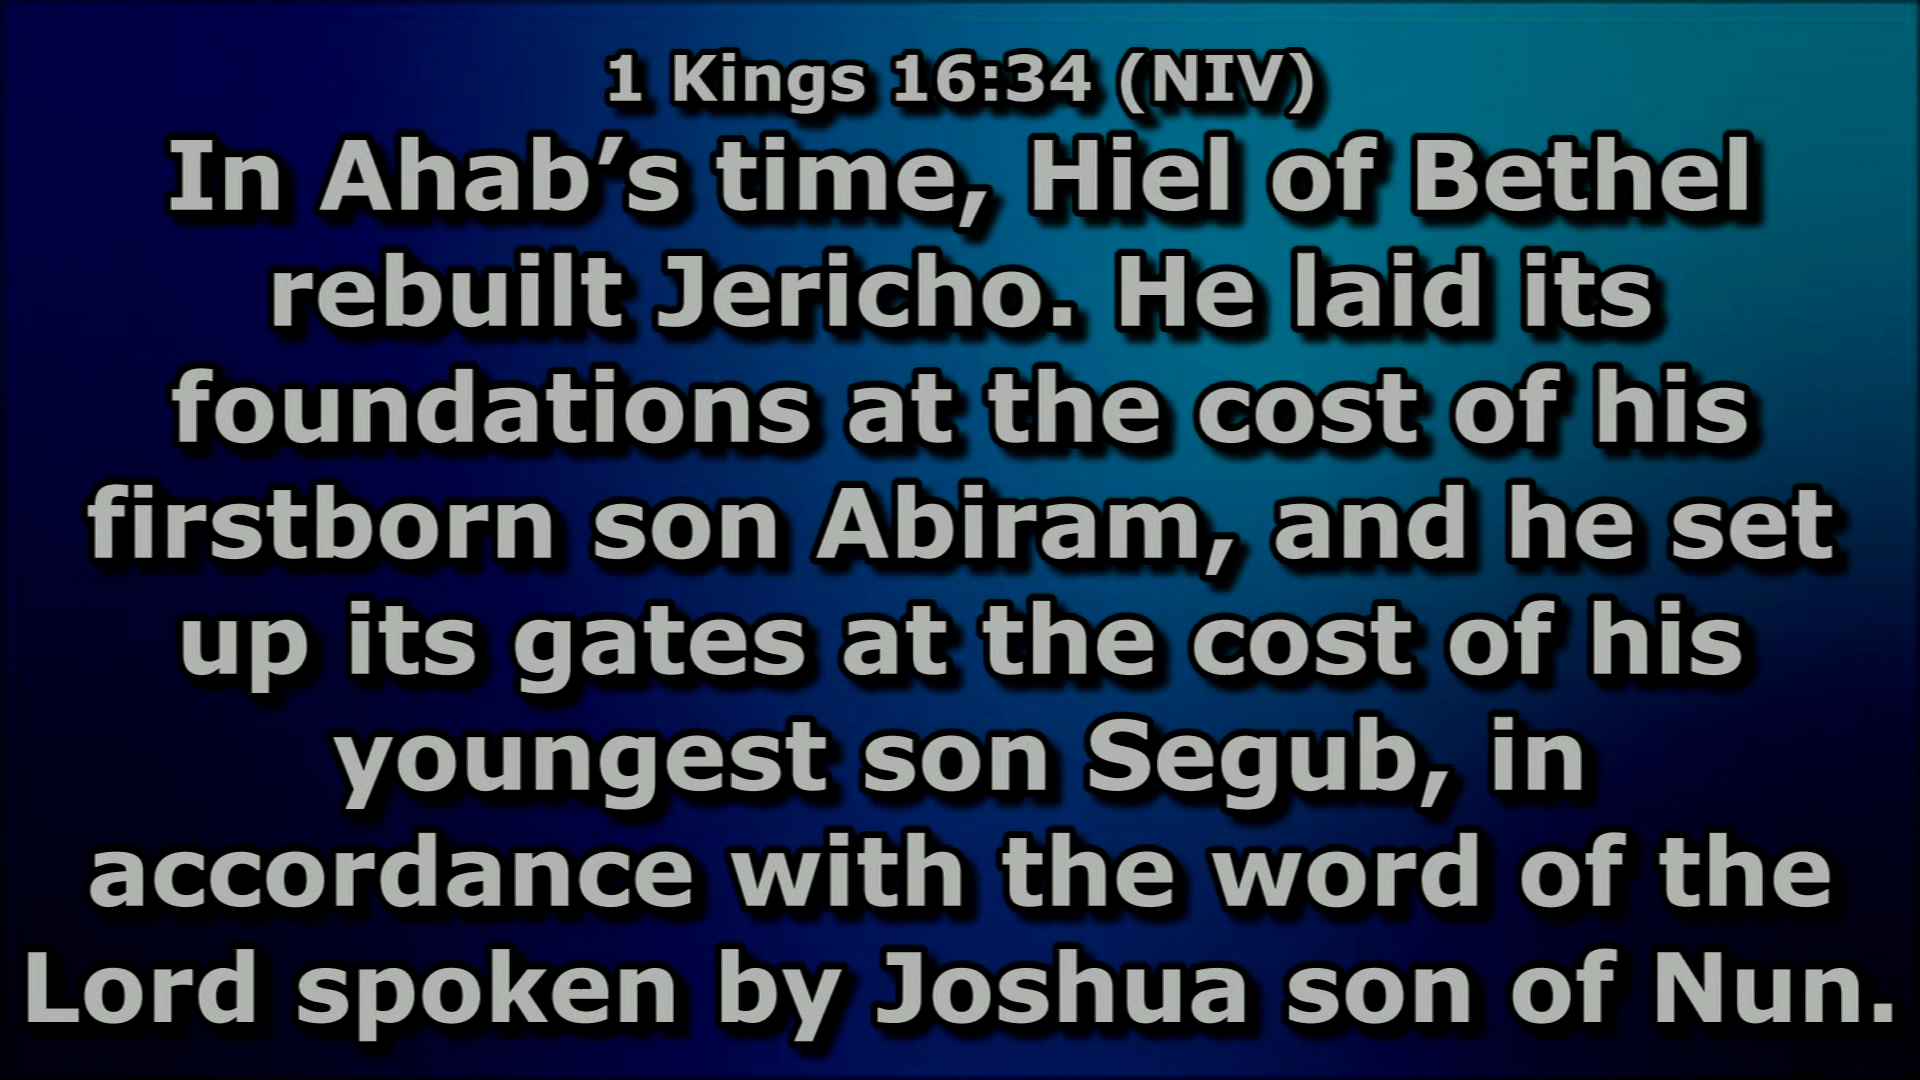 1 Kings 16:34 (NIV)
In Ahab’s time, Hiel of Bethel
rebuilt Jericho. He laid its
foundations at the cost of his
firstborn son Abiram, and he set
up its gates at the cost of his
youngest son Segub, in
accordance with the word of the
Lord spoken by Joshua son of Nun.